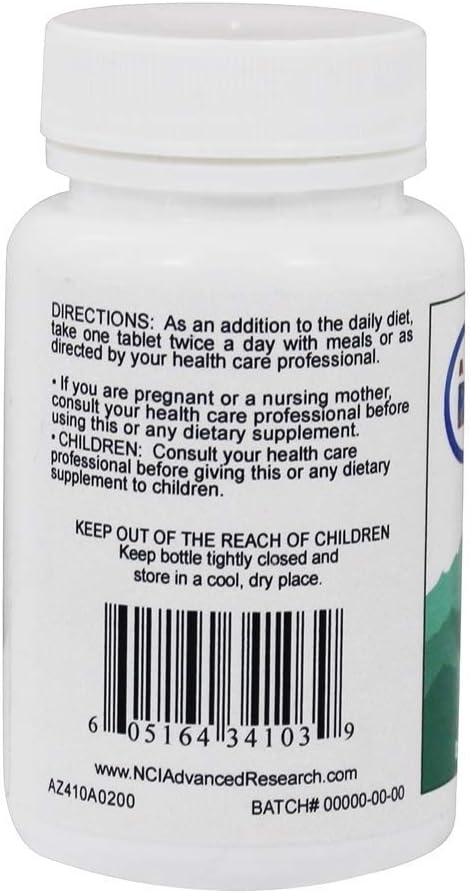 DIRECTIONS: As an addition to the daily diet,
take one tablet twice a day with meals or as
directed by your health care professional.
• If you are pregnant or a nursing mother,
consult your health care professional before
using this or any dietary supplement.
• CHILDREN: Consult your health care
professional before giving this or any dietary
supplement to children.
KEEP OUT OF THE REACH OF CHILDREN
Keep bottle tightly closed and
store in a cool, dry place.
6 05164 34103 9
www.NCIAdvancedResearch.com
AZ410A0200 BATCH# 00000-00-00